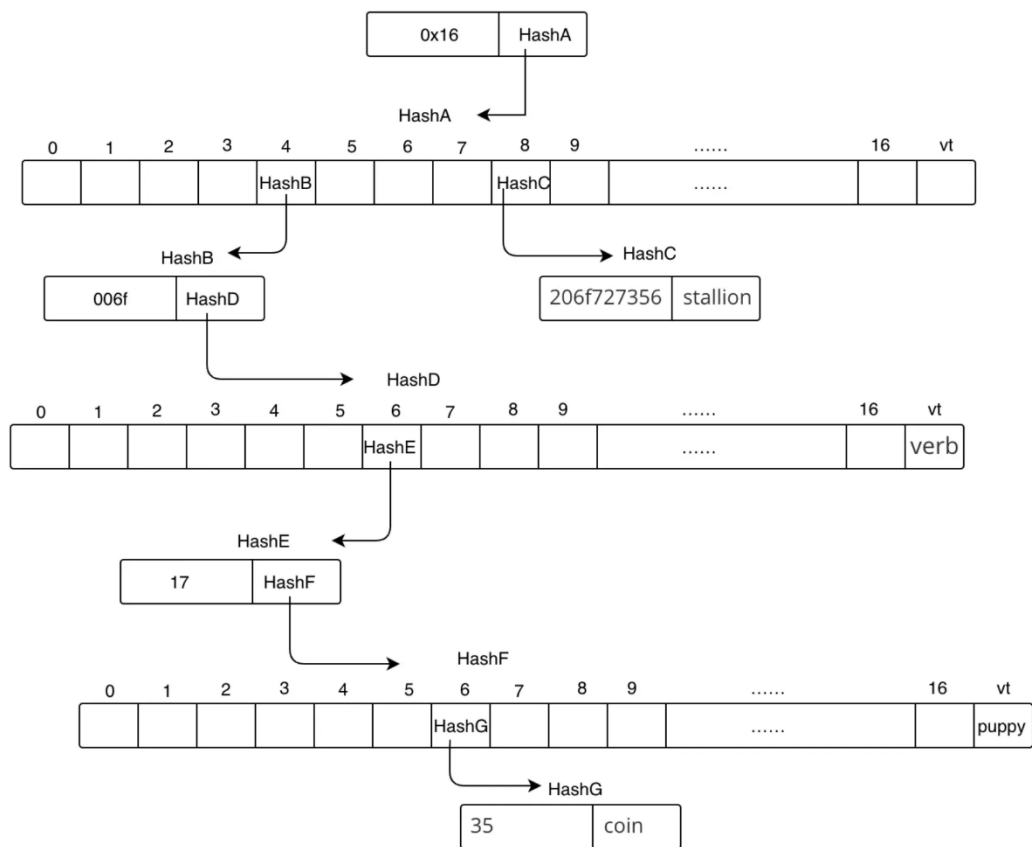 0x16 HashA
HashA
0 1 2 3 4 5 6 7 8 9 ...... 16 vt
HashB HashC ......
HashB
HashC
006f HashD
206f727356 stallion
HashD
0 1 2 3 4 5 6 7 8 9 ...... 16 vt
HashE ...... verb
HashE
17 HashF
HashF
0 1 2 3 4 5 6 7 8 9 ...... 16 vt
HashG ...... puppy
HashG
35 coin